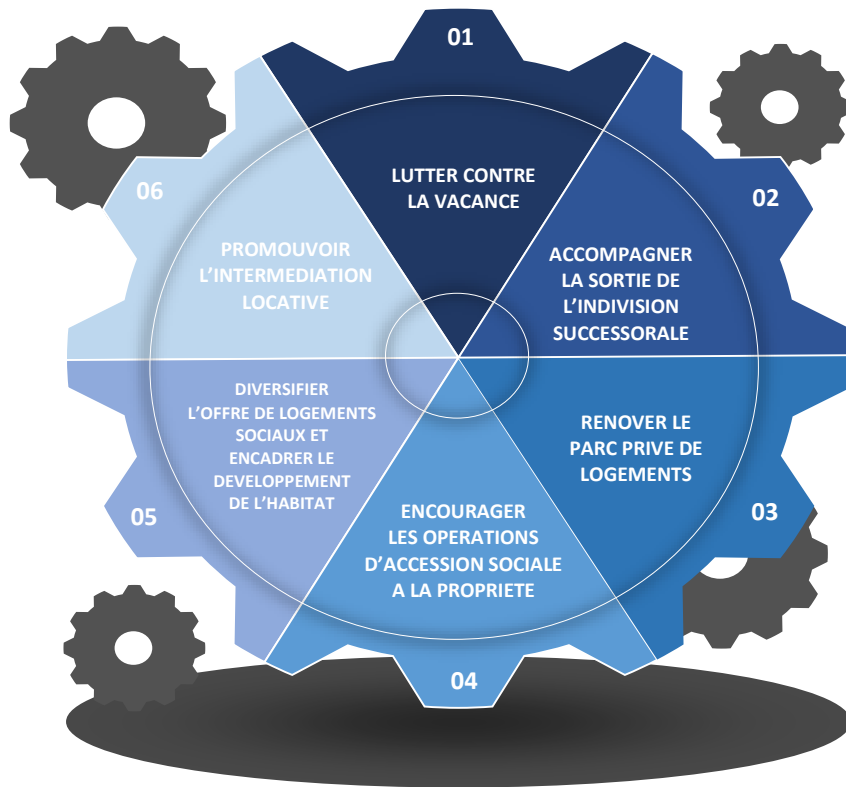 01
LUTTER CONTRE
LA VACANCE
02
ACCOMPAGNER
LA SORTIE DE
L’INDIVISION
SUCCESSORALE
RENOVER LE
PARC PRIVE DE
LOGEMENTS
03
ENCOURAGER
LES OPERATIONS
D’ACCESSION SOCIALE
A LA PROPRIETE
04
DIVERSIFIER
L’OFFRE DE LOGEMENTS
SOCIAUX ET
ENCADRER LE
DEVELOPPEMENT
DE L’HABITAT
05
06
PROMOUVOIR
L’INTERMEDIATION
LOCATIVE